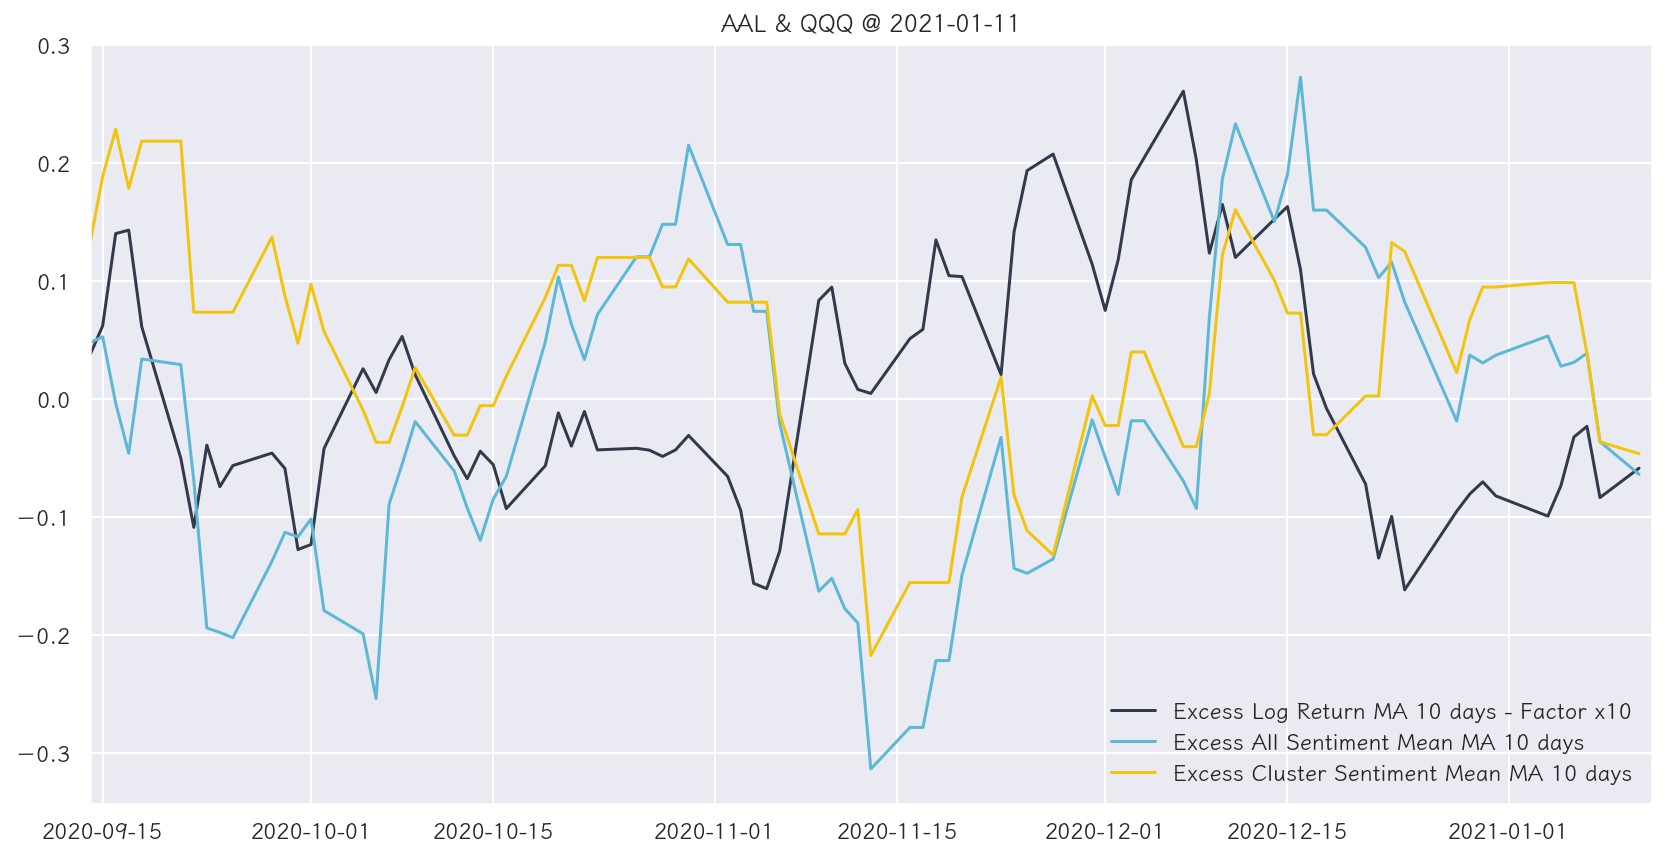 AAL & QQQ @ 2021-01-11
0.3
0.2
0.1
0.0
−0.1
−0.2
−0.3
Excess Log Return MA 10 days - Factor x10
Excess All Sentiment Mean MA 10 days
Excess Cluster Sentiment Mean MA 10 days
2020-09-15 2020-10-01 2020-10-15 2020-11-01 2020-11-15 2020-12-01 2020-12-15 2021-01-01